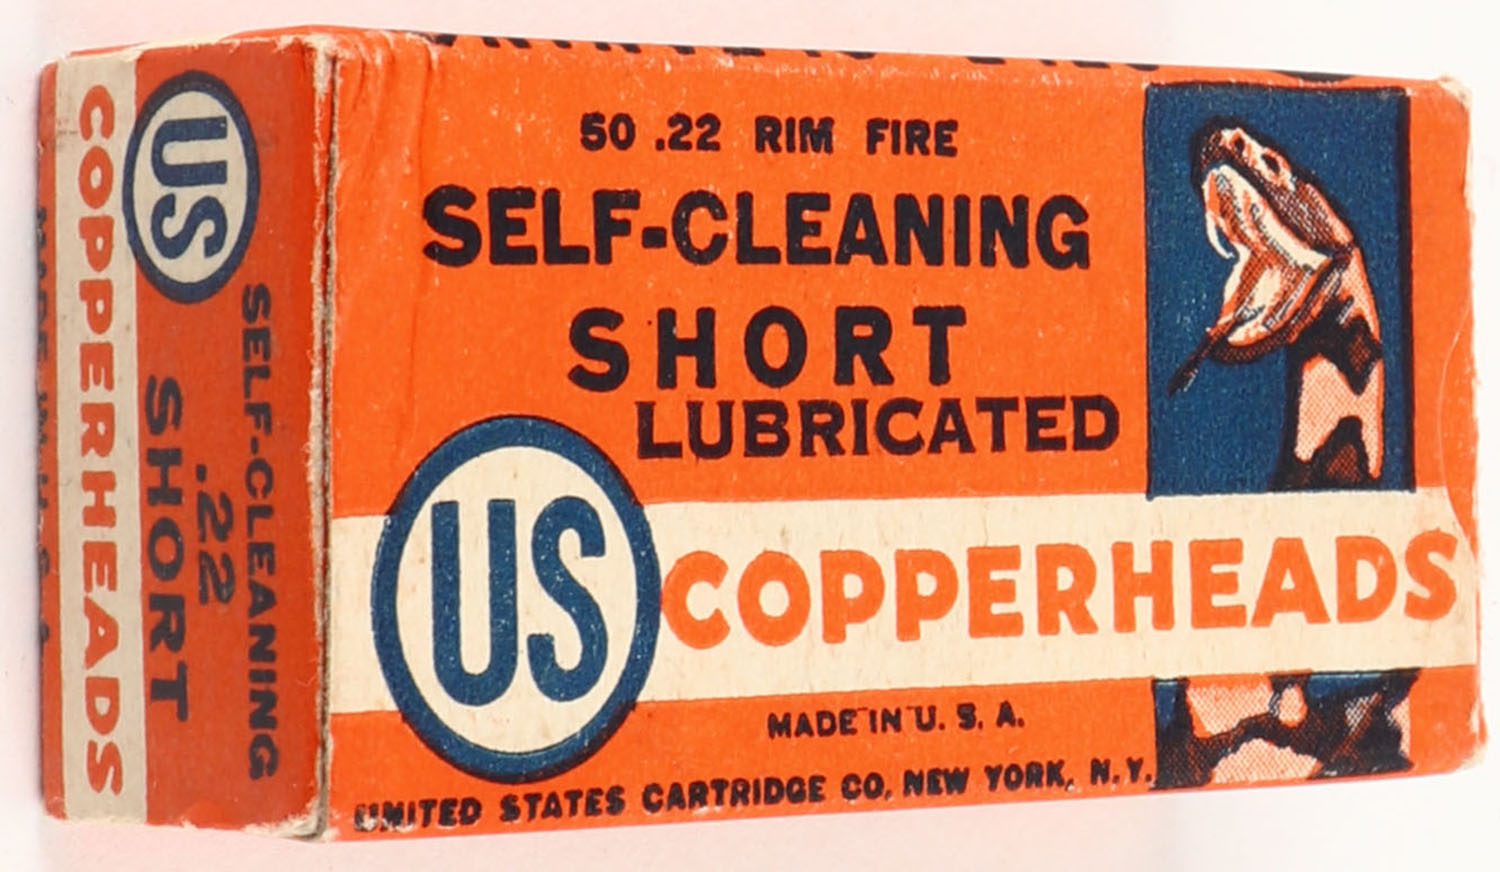 50 .22 RIM FIRE
SELF-CLEANING
SHORT
LUBRICATED
US
COPPERHEADS
MADE IN U. S. A.
UNITED STATES CARTRIDGE CO. NEW YORK, N.Y.
US
COPPERHEADS
SELF-CLEANING
.22
SHORT